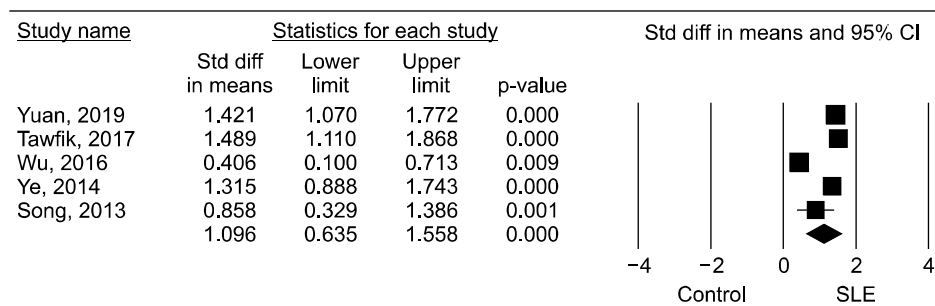 Study name Statistics for each study Std diff in means and 95% CI
Std diff in means Lower limit Upper limit p-value
Yuan, 2019 1.421 1.070 1.772 0.000
Tawfik, 2017 1.489 1.110 1.868 0.000
Wu, 2016 0.406 0.100 0.713 0.009
Ye, 2014 1.315 0.888 1.743 0.000
Song, 2013 0.858 0.329 1.386 0.001
1.096 0.635 1.558 0.000
−4 −2 0 2 4
Control SLE